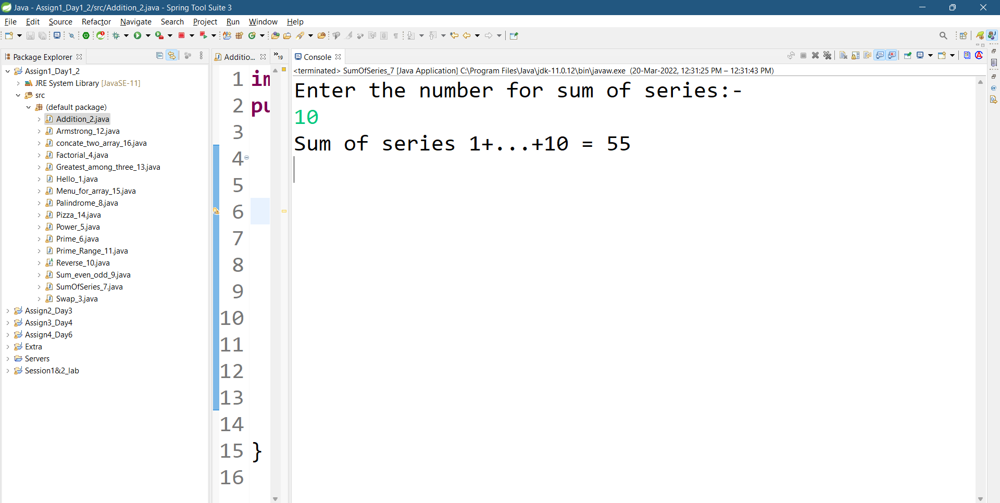 Java - Assign1_Day1_2/src/Addition_2.java - Spring Tool Suite 3
File Edit Source Refactor Navigate Search Project Run Window Help
Package Explorer
Assign1_Day1_2
JRE System Library [JavaSE-11]
src
(default package)
Addition_2.java
Armstrong_12.java
concate_two_array_16.java
Factorial_4.java
Greatest_among_three_13.java
Hello_1.java
Menu_for_array_15.java
Palindrome_8.java
Pizza_14.java
Power_5.java
Prime_6.java
Prime_Range_11.java
Reverse_10.java
Sum_even_odd_9.java
SumOfSeries_7.java
Swap_3.java
Assign2_Day3
Assign3_Day4
Assign4_Day6
Extra
Servers
Session1&2_lab
Additio... »19
1 im
2 pu
3
4
5
6
7
8
9
10
11
12
13
14
15 }
16
Console
<terminated> SumOfSeries_7 [Java Application] C:\Program Files\Java\jdk-11.0.12\bin\javaw.exe (20-Mar-2022, 12:31:25 PM – 12:31:43 PM)
Enter the number for sum of series:-
10
Sum of series 1+...+10 = 55